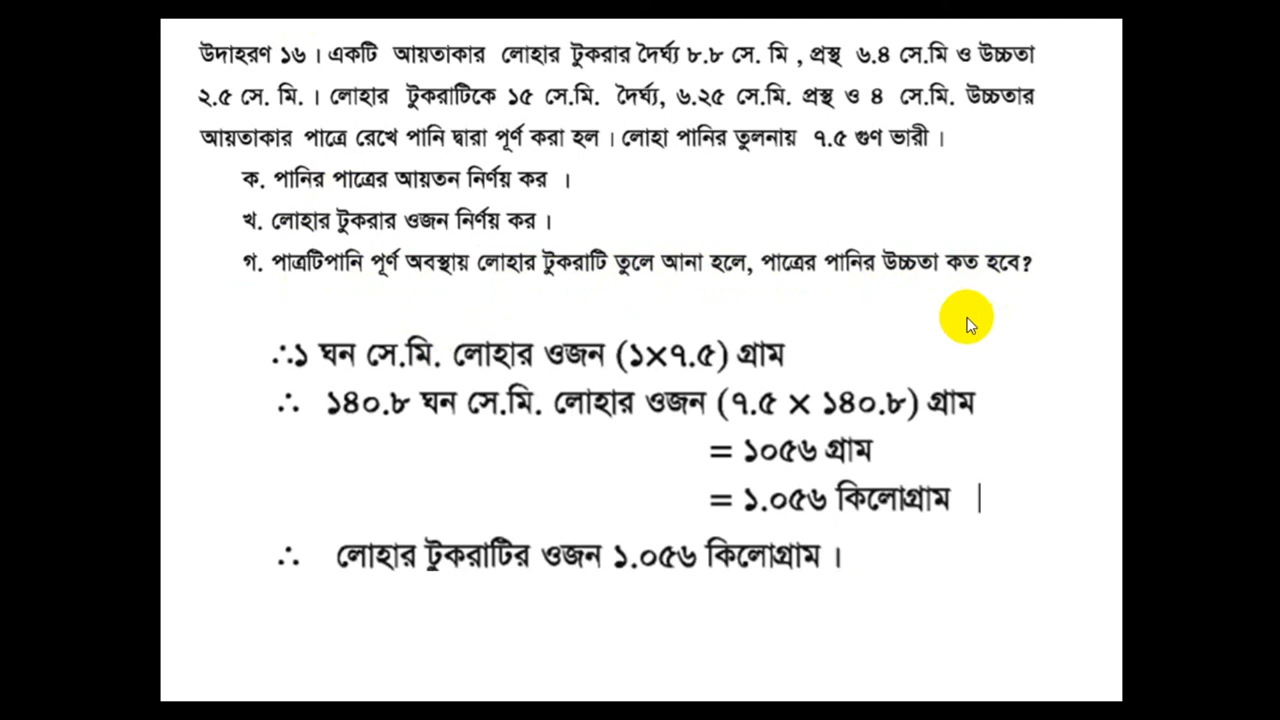 উদাহরণ ১৬ । একটি আয়তাকার লোহার টুকরার দৈর্ঘ্য ৮.৮ সে. মি , প্রস্থ ৬.৪ সে.মি ও উচ্চতা
২.৫ সে. মি. । লোহার টুকরাটিকে ১৫ সে.মি. দৈর্ঘ্য, ৬.২৫ সে.মি. প্রস্থ ও ৪ সে.মি. উচ্চতার
আয়তাকার পাত্রে রেখে পানি দ্বারা পূর্ণ করা হল । লোহা পানির তুলনায় ৭.৫ গুণ ভারী ।
ক. পানির পাত্রের আয়তন নির্ণয় কর ।
খ. লোহার টুকরার ওজন নির্ণয় কর ।
গ. পাত্রটিপানি পূর্ণ অবস্থায় লোহার টুকরাটি তুলে আনা হলে, পাত্রের পানির উচ্চতা কত হবে?
∴১ ঘন সে.মি. লোহার ওজন (১×৭.৫) গ্রাম
∴ ১৪০.৮ ঘন সে.মি. লোহার ওজন (৭.৫ × ১৪০.৮) গ্রাম
= ১০৫৬ গ্রাম
= ১.০৫৬ কিলোগ্রাম |
∴ লোহার টুকরাটির ওজন ১.০৫৬ কিলোগ্রাম ।